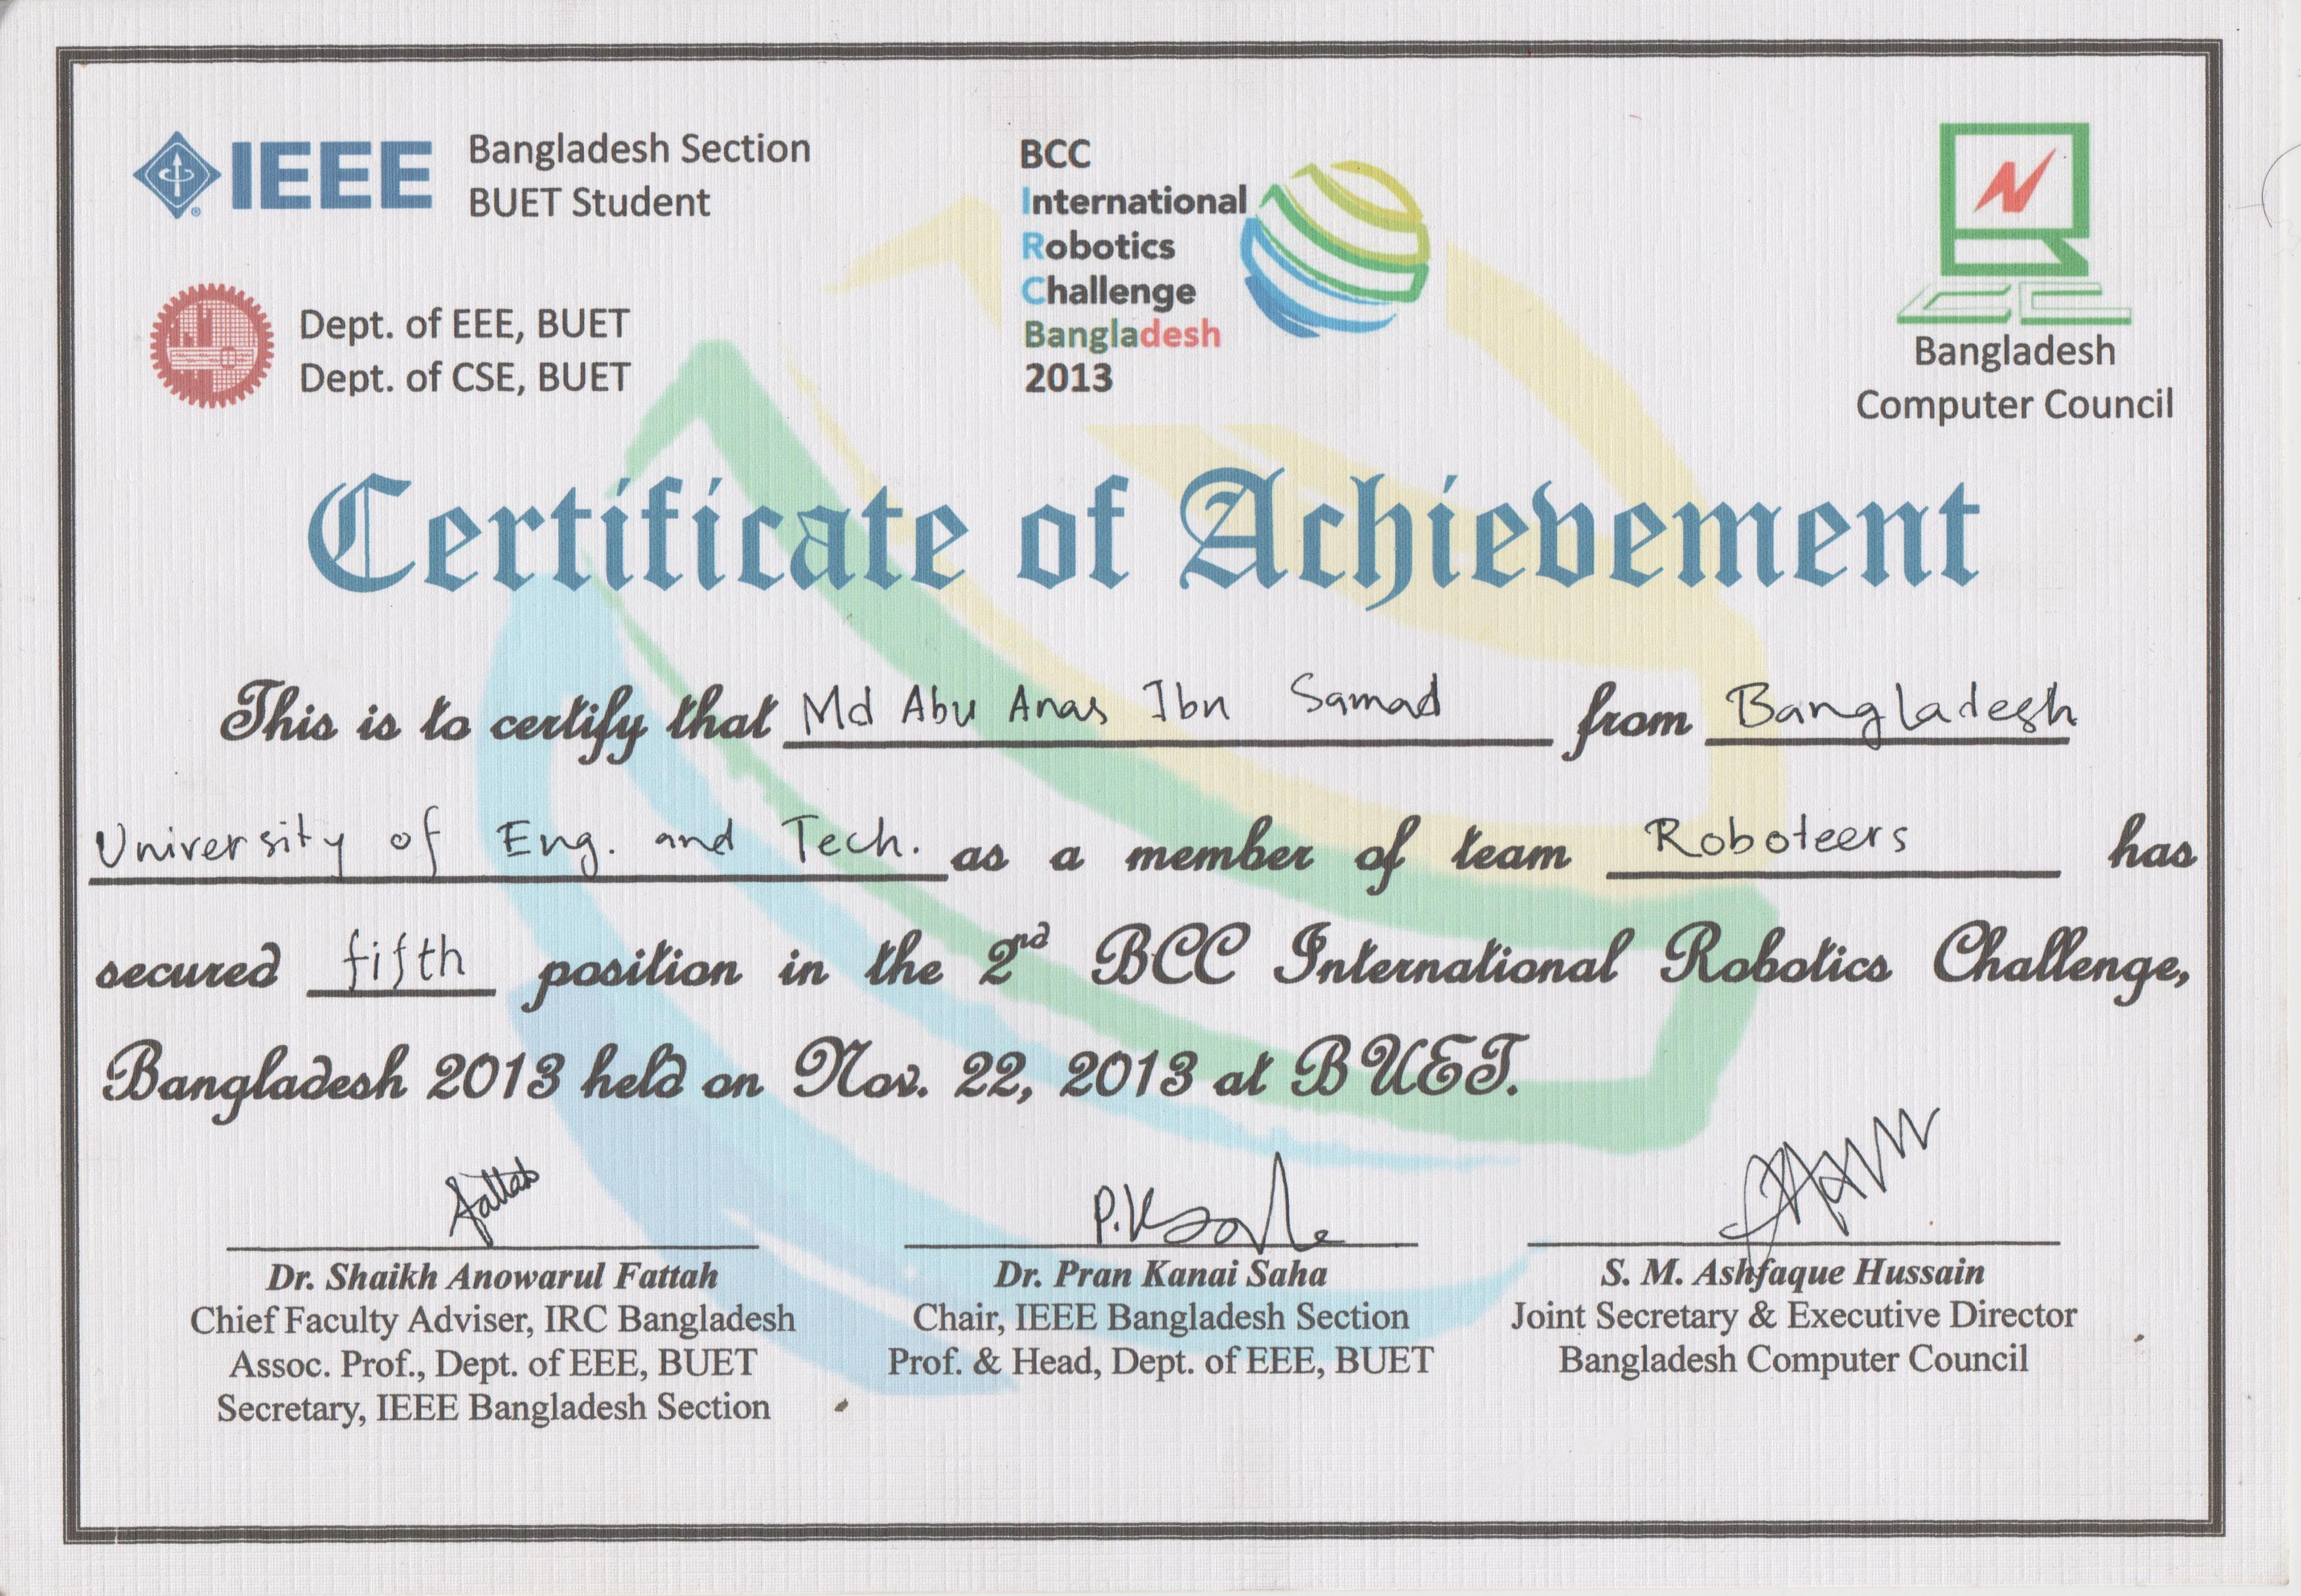 IEEE Bangladesh Section
BUET Student
Dept. of EEE, BUET
Dept. of CSE, BUET
BCC
International
Robotics
Challenge
Bangladesh
2013
Bangladesh
Computer Council
Certificate of Achievement
This is to certify that Md Abu Anas Ibn Samad from Bangladesh
University of Eng. and Tech. as a member of team Roboteers has
secured fifth position in the 2nd BCC International Robotics Challenge,
Bangladesh 2013 held on Nov. 22, 2013 at BUET.
Fattah
P.K Saha
Dr. Shaikh Anowarul Fattah
Chief Faculty Adviser, IRC Bangladesh
Assoc. Prof., Dept. of EEE, BUET
Secretary, IEEE Bangladesh Section
Dr. Pran Kanai Saha
Chair, IEEE Bangladesh Section
Prof. & Head, Dept. of EEE, BUET
S. M. Ashfaque Hussain
Joint Secretary & Executive Director
Bangladesh Computer Council